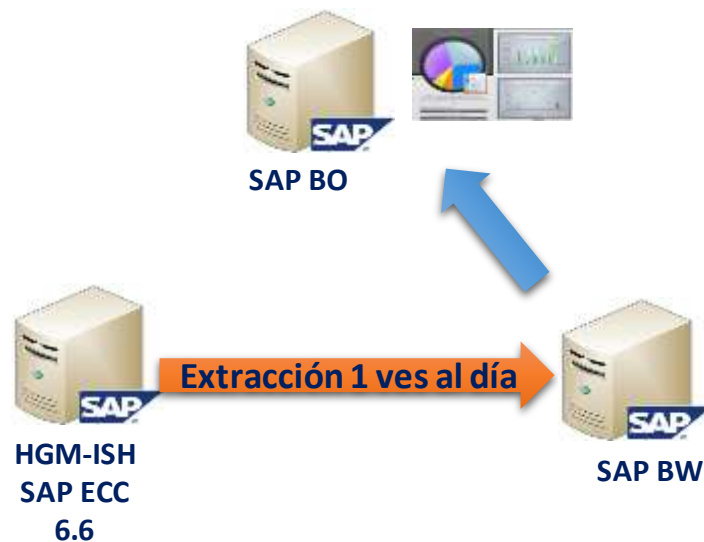 SAP
SAP BO
Extracción 1 ves al día
SAP
HGM-ISH
SAP ECC
6.6
SAP
SAP BW